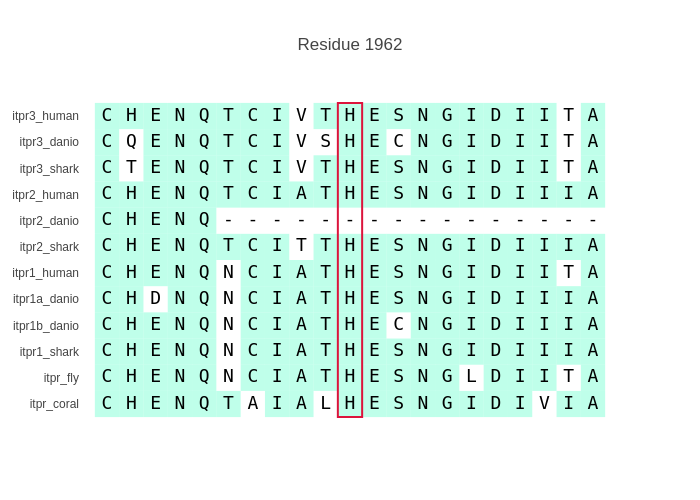 Residue 1962
itpr3_human C H E N Q T C I V T H E S N G I D I I T A
itpr3_danio C Q E N Q T C I V S H E C N G I D I I T A
itpr3_shark C T E N Q T C I V T H E S N G I D I I T A
itpr2_human C H E N Q T C I A T H E S N G I D I I I A
itpr2_danio C H E N Q - - - - - - - - - - - - - - - -
itpr2_shark C H E N Q T C I T T H E S N G I D I I I A
itpr1_human C H E N Q N C I A T H E S N G I D I I T A
itpr1a_danio C H D N Q N C I A T H E S N G I D I I I A
itpr1b_danio C H E N Q N C I A T H E C N G I D I I I A
itpr1_shark C H E N Q N C I A T H E S N G I D I I I A
itpr_fly C H E N Q N C I A T H E S N G L D I I T A
itpr_coral C H E N Q T A I A L H E S N G I D I V I A